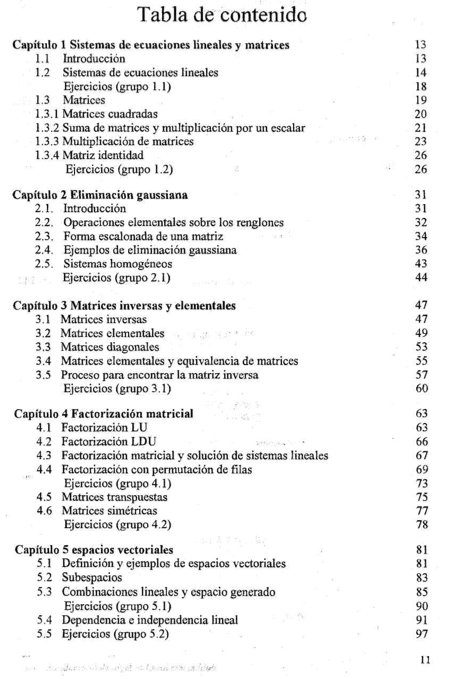 Tabla de contenido
Capítulo 1 Sistemas de ecuaciones lineales y matrices 13
1.1 Introducción 13
1.2 Sistemas de ecuaciones lineales 14
Ejercicios (grupo 1.1) 18
1.3 Matrices 19
1.3.1 Matrices cuadradas 20
1.3.2 Suma de matrices y multiplicación por un escalar 21
1.3.3 Multiplicación de matrices 23
1.3.4 Matriz identidad 26
Ejercicios (grupo 1.2) 26
Capítulo 2 Eliminación gaussiana 31
2.1. Introducción 31
2.2. Operaciones elementales sobre los renglones 32
2.3. Forma escalonada de una matriz 34
2.4. Ejemplos de eliminación gaussiana 36
2.5. Sistemas homogéneos 43
Ejercicios (grupo 2.1) 44
Capítulo 3 Matrices inversas y elementales 47
3.1 Matrices inversas 47
3.2 Matrices elementales 49
3.3 Matrices diagonales 53
3.4 Matrices elementales y equivalencia de matrices 55
3.5 Proceso para encontrar la matriz inversa 57
Ejercicios (grupo 3.1) 60
Capítulo 4 Factorización matricial 63
4.1 Factorización LU 63
4.2 Factorización LDU 66
4.3 Factorización matricial y solución de sistemas lineales 67
4.4 Factorización con permutación de filas 69
Ejercicios (grupo 4.1) 73
4.5 Matrices transpuestas 75
4.6 Matrices simétricas 77
Ejercicios (grupo 4.2) 78
Capítulo 5 espacios vectoriales 81
5.1 Definición y ejemplos de espacios vectoriales 81
5.2 Subespacios 83
5.3 Combinaciones lineales y espacio generado 85
Ejercicios (grupo 5.1) 90
5.4 Dependencia e independencia lineal 91
5.5 Ejercicios (grupo 5.2) 97
11